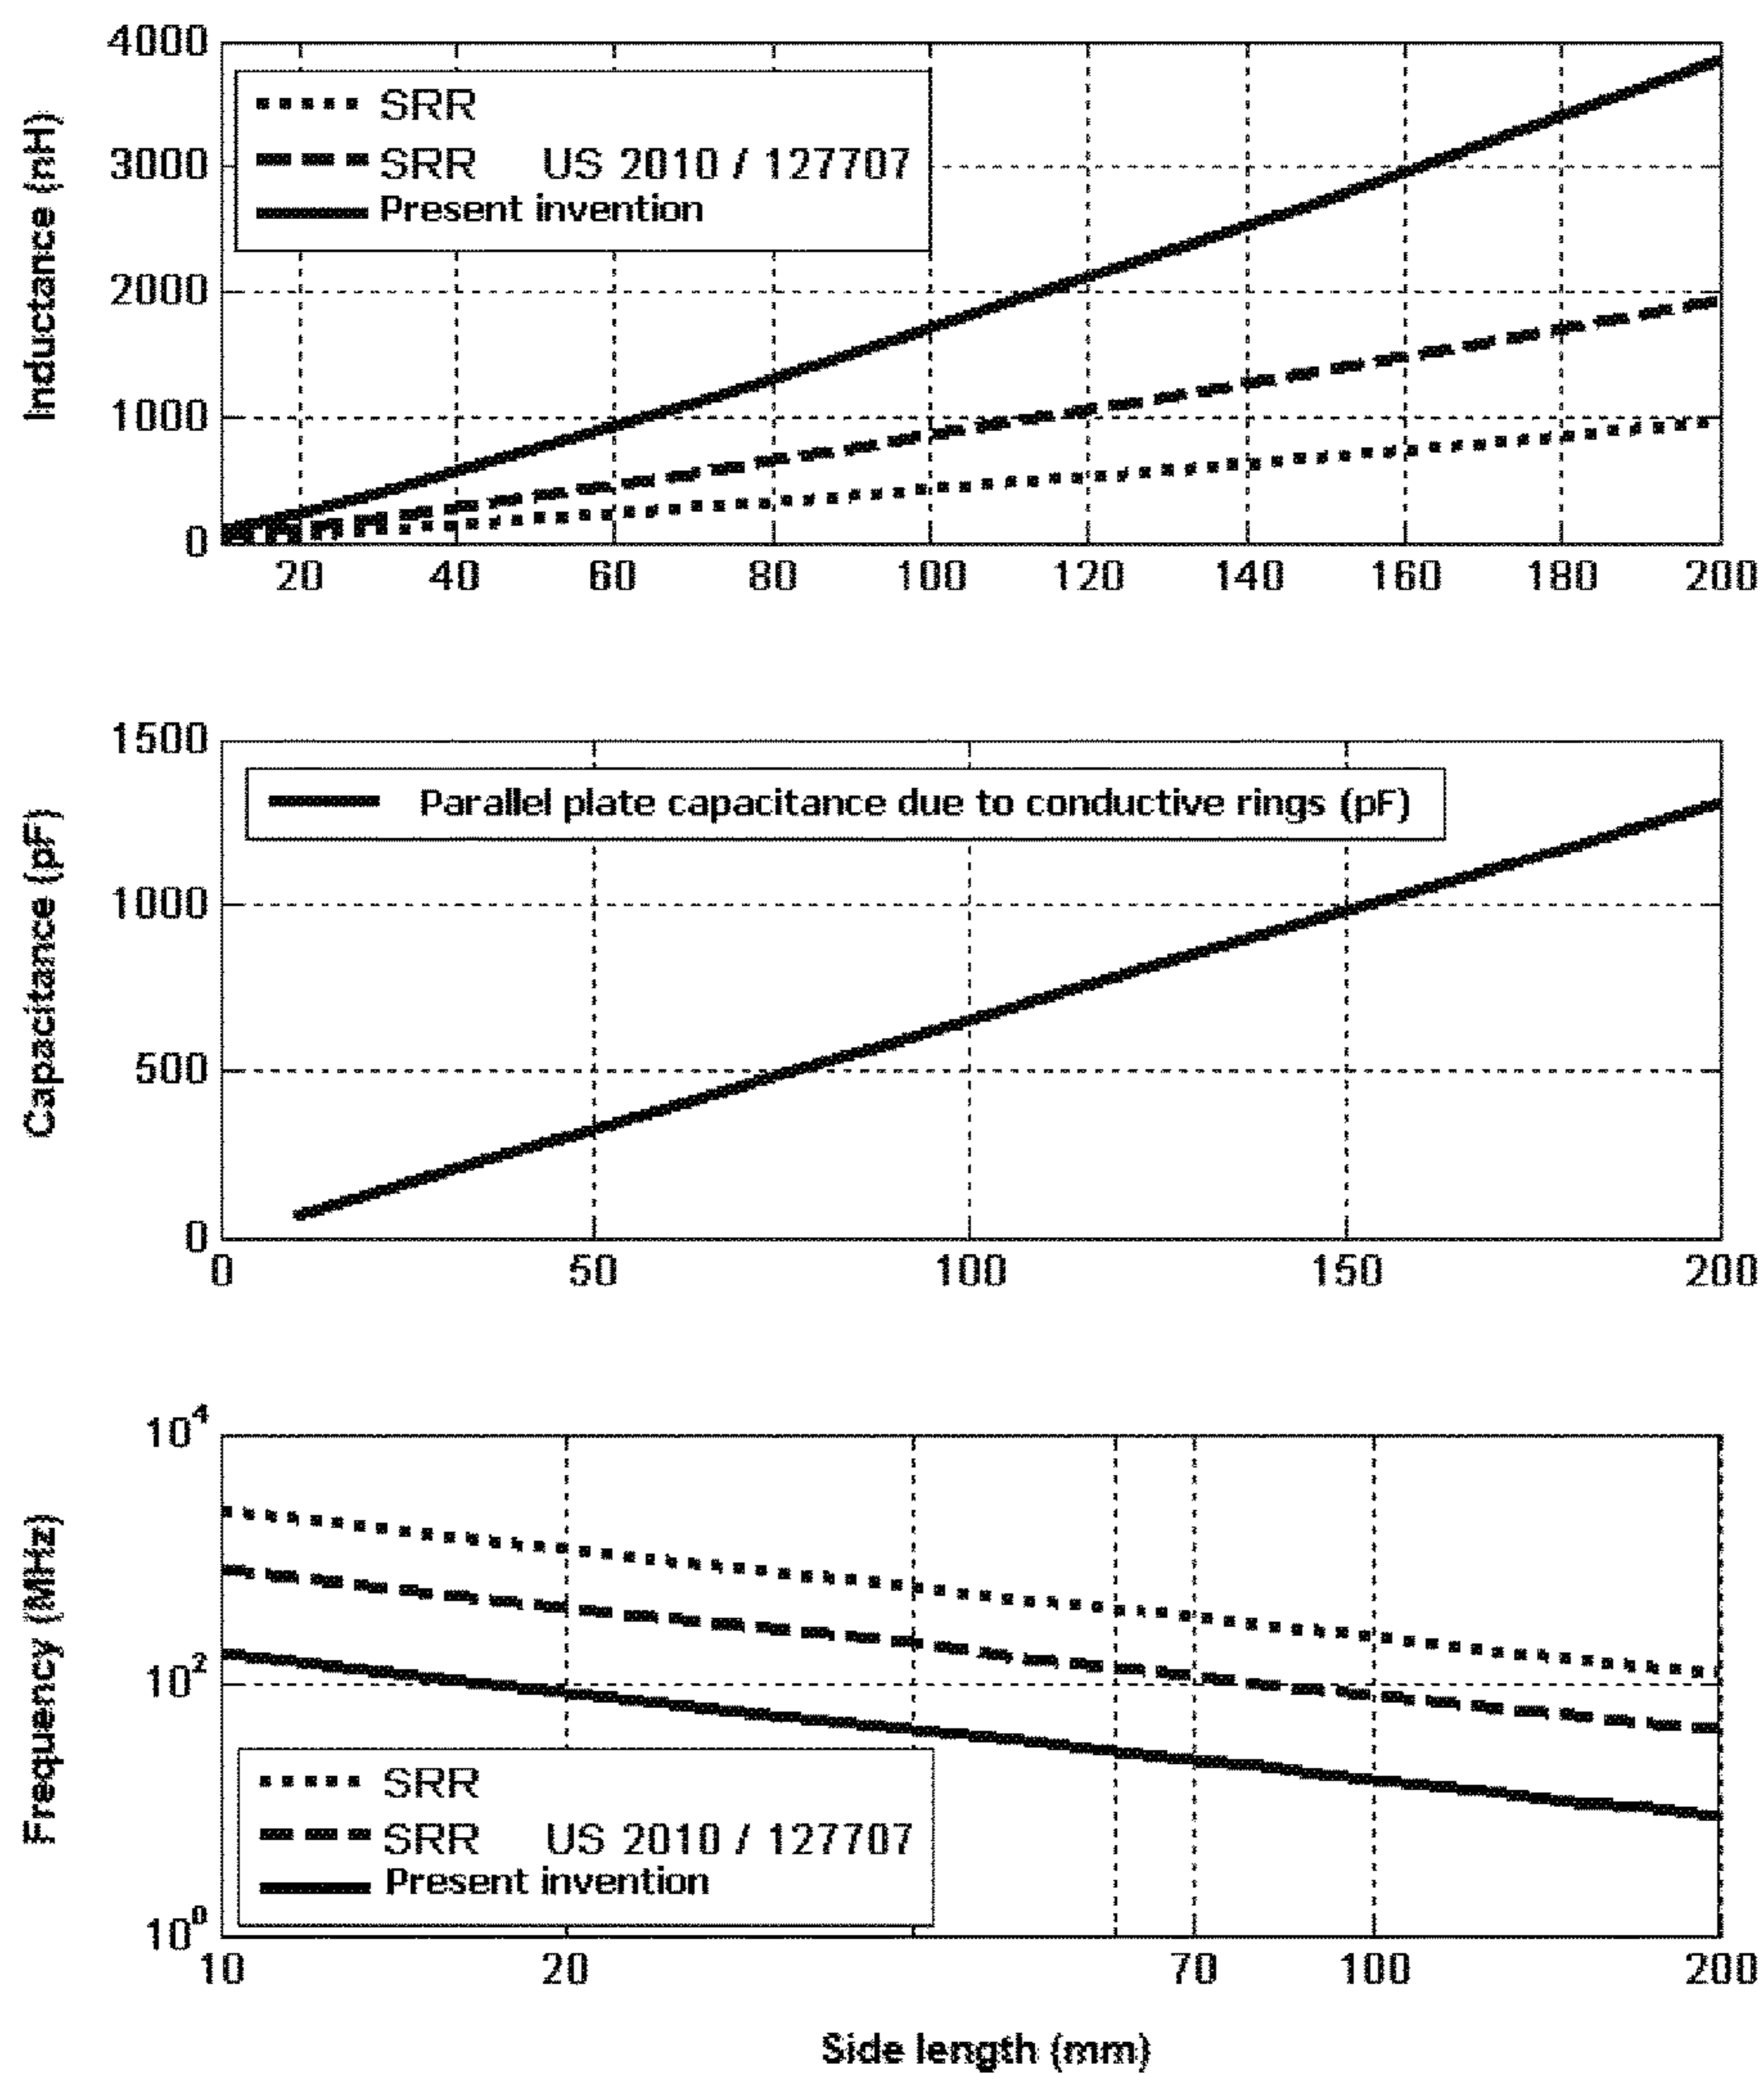 4000
3000
2000
1000
0
Inductance (nH)
SRR
SRR US 2010 / 127707
Present invention
20 40 60 80 100 120 140 160 180 200
1500
1000
500
0
Capacitance (pF)
Parallel plate capacitance due to conductive rings (pF)
0 50 100 150 200
10^4
10^2
10^0
Frequency (MHz)
SRR
SRR US 2010 / 127707
Present invention
10 20 70 100 200
Side length (mm)